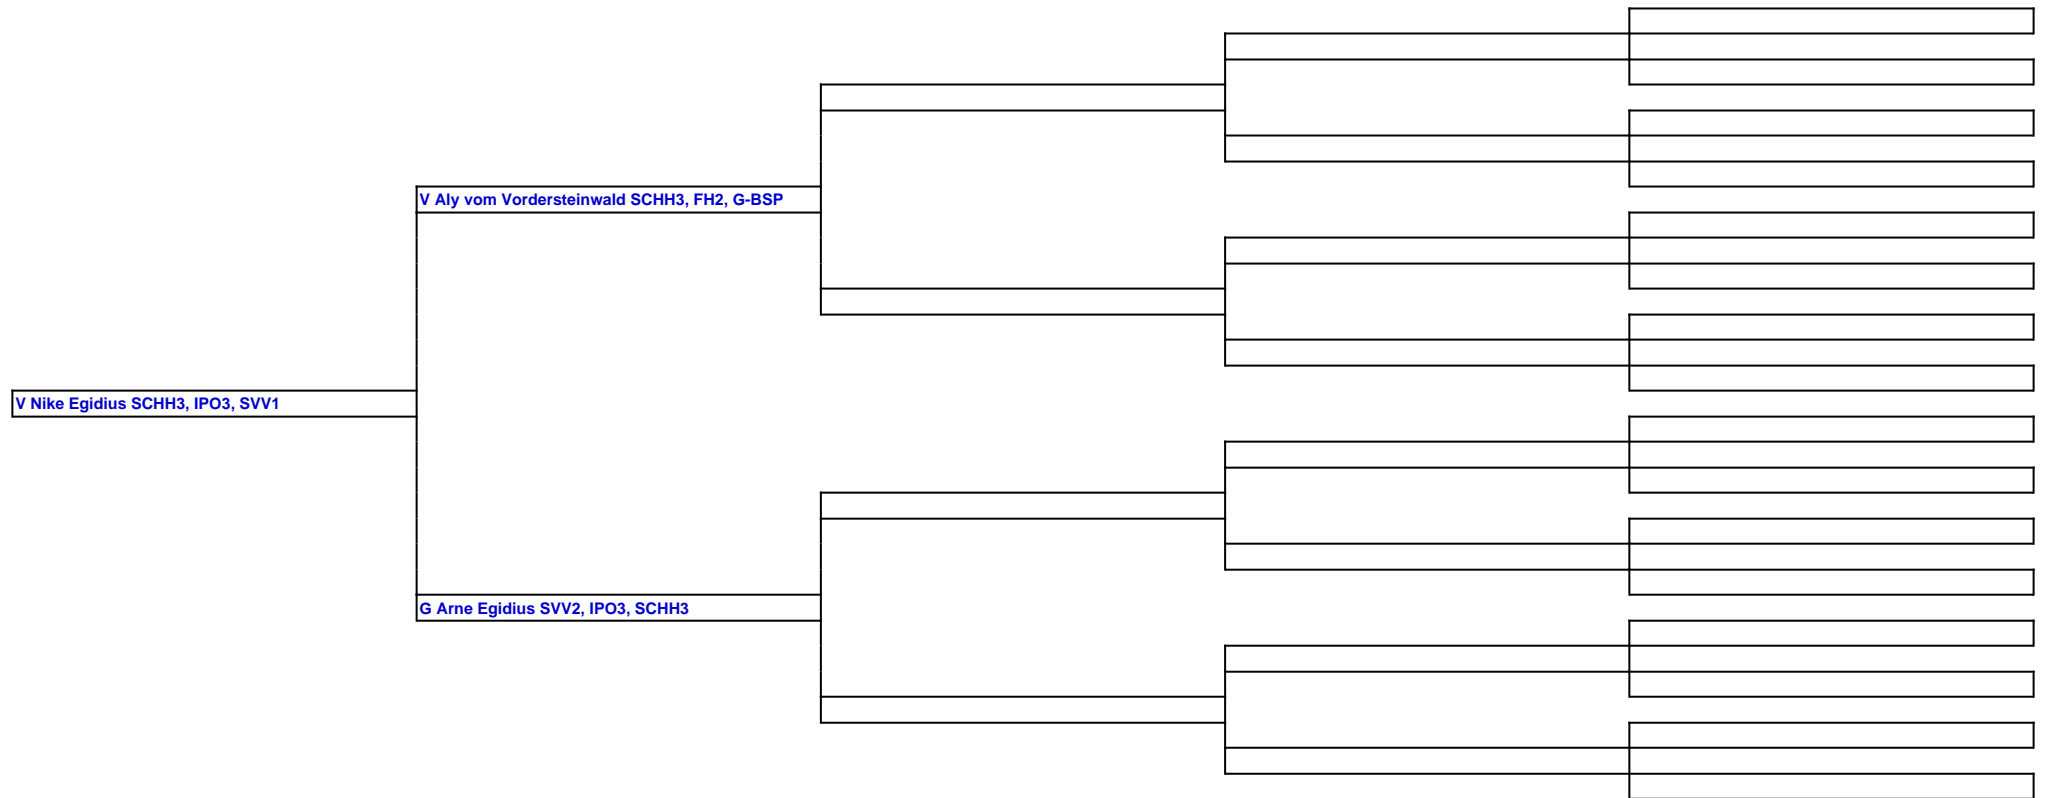 V Aly vom Vordersteinwald SCHH3, FH2, G-BSP
V Nike Egidius SCHH3, IPO3, SVV1
G Arne Egidius SVV2, IPO3, SCHH3